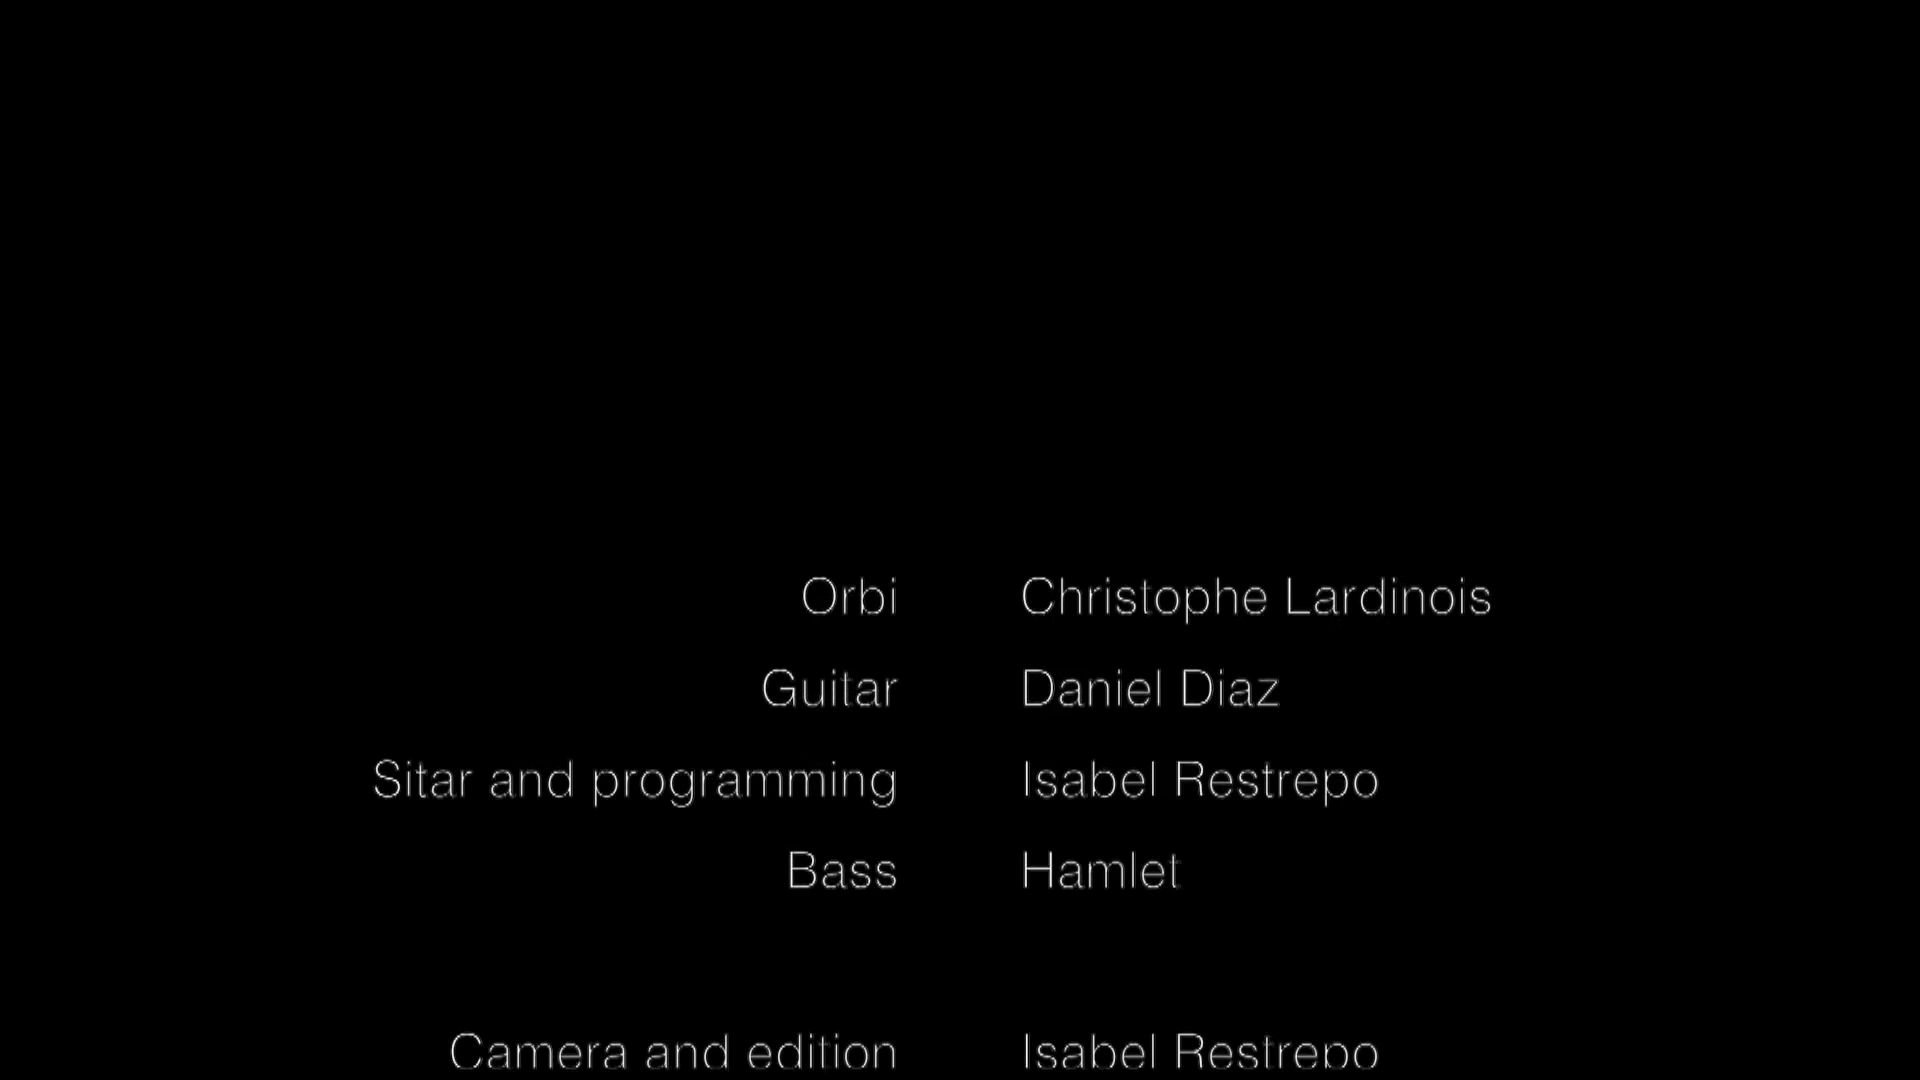 Orbi Christophe Lardinois
Guitar Daniel Diaz
Sitar and programming Isabel Restrepo
Bass Hamlet
Camera and edition Isabel Restrepo